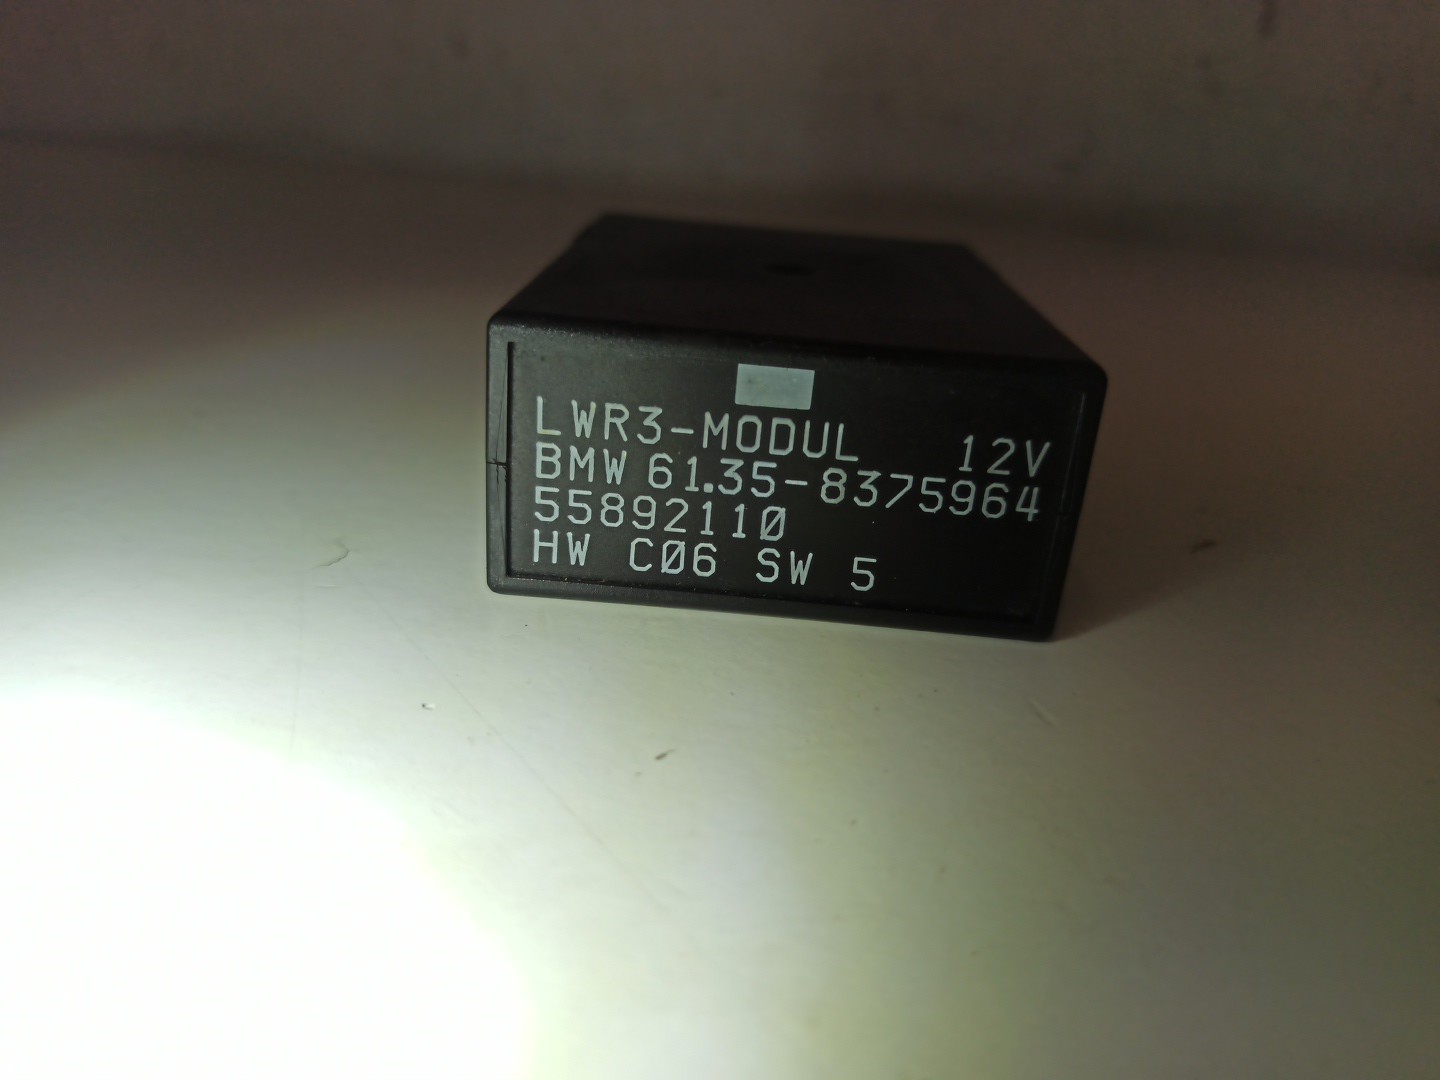 LWR3-MODUL 12V
BMW 61.35-8375964
55892110
HW C06 SW 5